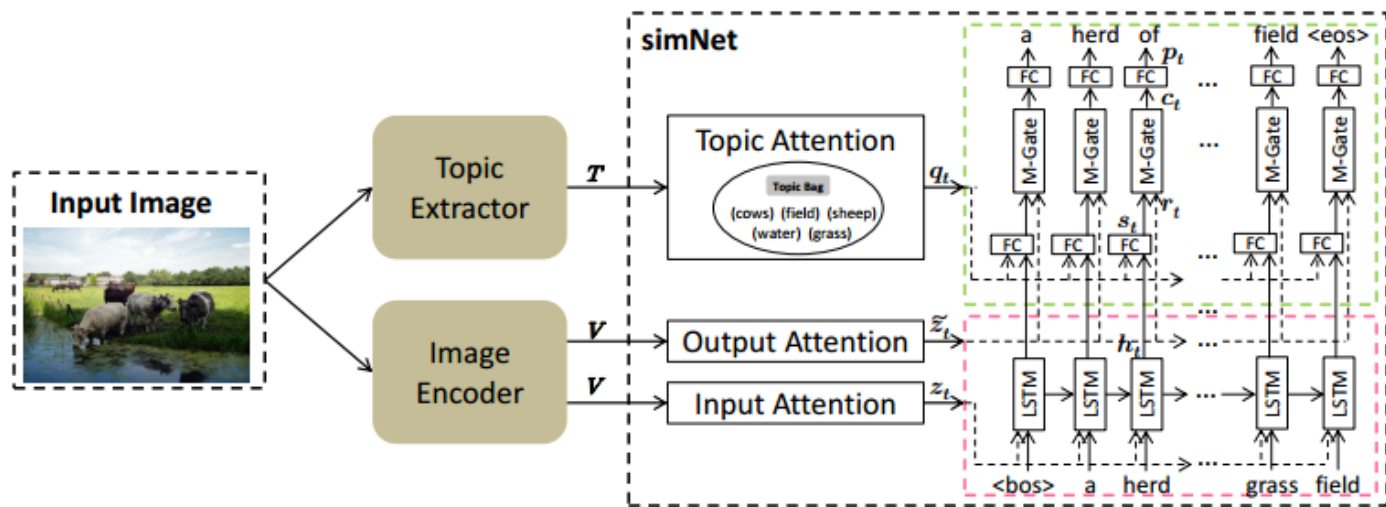 simNet
a herd of field <eos>
p_t
FC FC FC ... FC FC
c_t
M-Gate M-Gate M-Gate ... M-Gate M-Gate
r_t
s_t
FC FC FC ... FC FC
...
...
h_t
...
LSTM LSTM LSTM ... LSTM LSTM
...
<bos> a herd grass field
Input Image
Topic
Extractor
T
Topic Attention
Topic Bag
(cows) (field) (sheep)
(water) (grass)
q_t
Image
Encoder
V
V
Output Attention
z̃_t
Input Attention
z_t